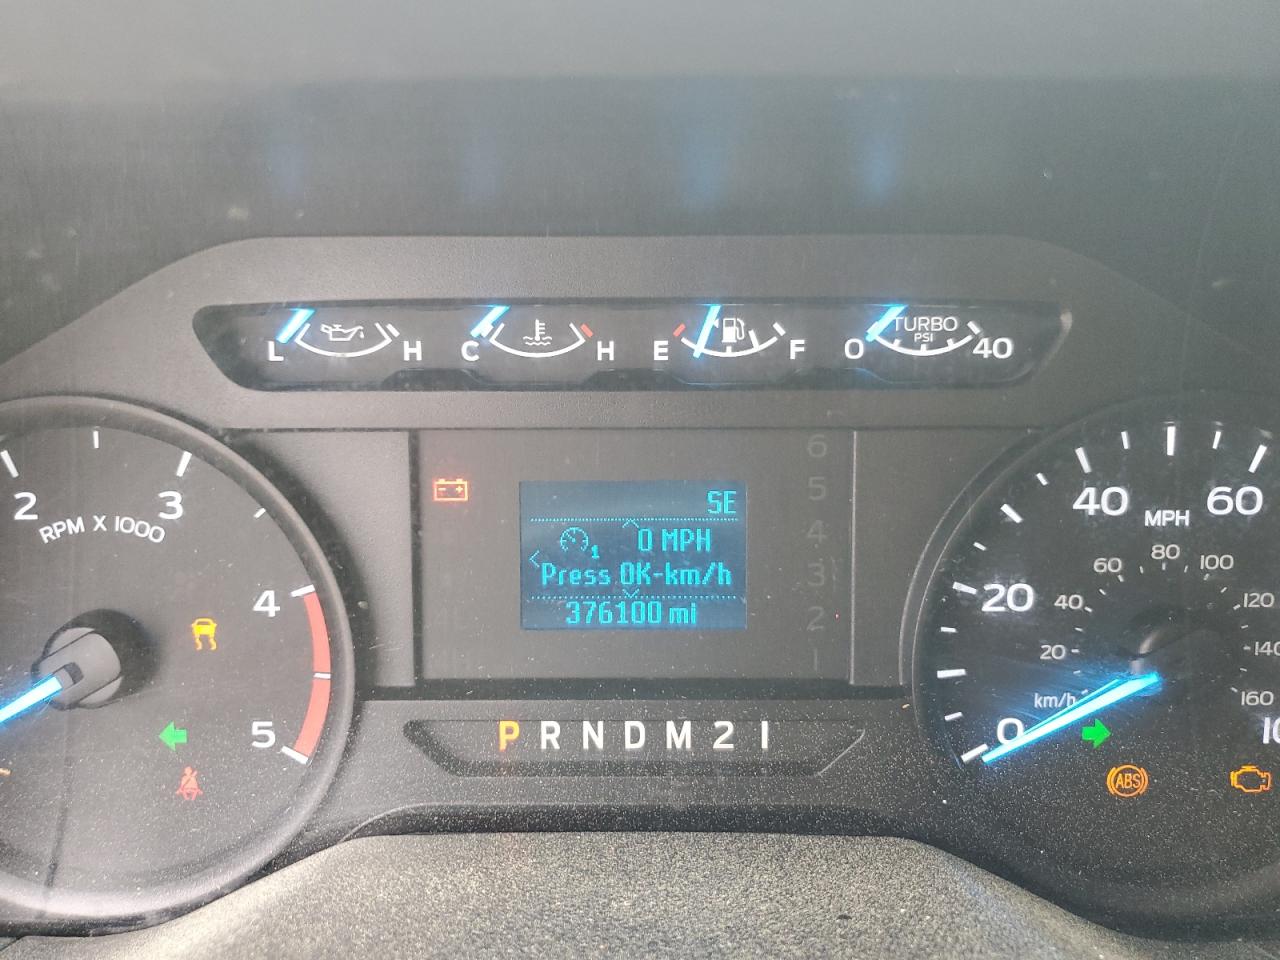 L H C H E F 0 TURBO PSI 40
2 3 4 5
RPM X 1000
6
5
4
3
2
1
SE
0 MPH
1
Press OK-km/h
376100 mi
P R N D M 2 1
0 20 40 60
MPH
km/h 20 40 60 80 100 120 140 160
ABS